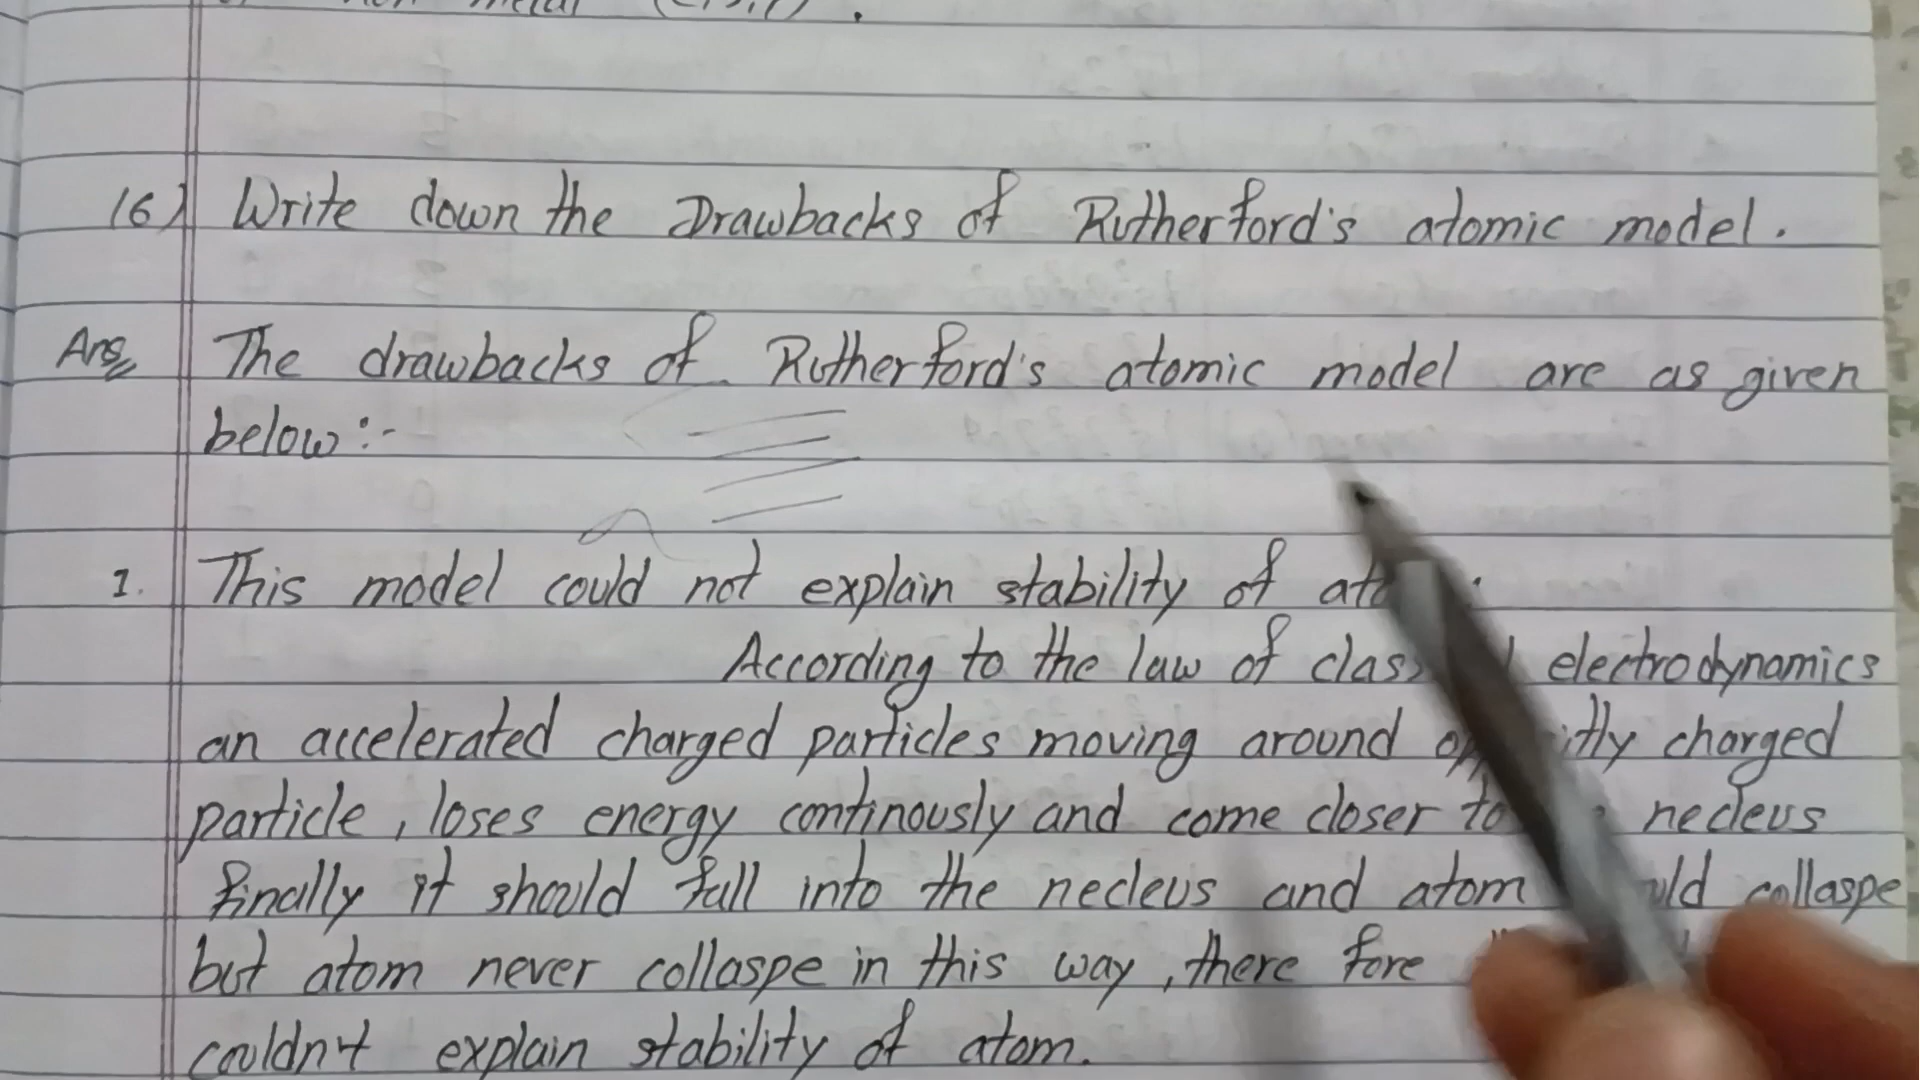 16) Write down the Drawbacks of Rutherford's atomic model.
Ans The drawbacks of Rutherford's atomic model are as given
below:-
1. This model could not explain stability of
According to the law of electrodynamics
an accelerated charged particles moving around charged
particle, loses energy continously and come closer to necleus
finally it should fall into the necleus and atom collaspe
but atom never collaspe in this way, there fore
couldn't explain stability of atom.